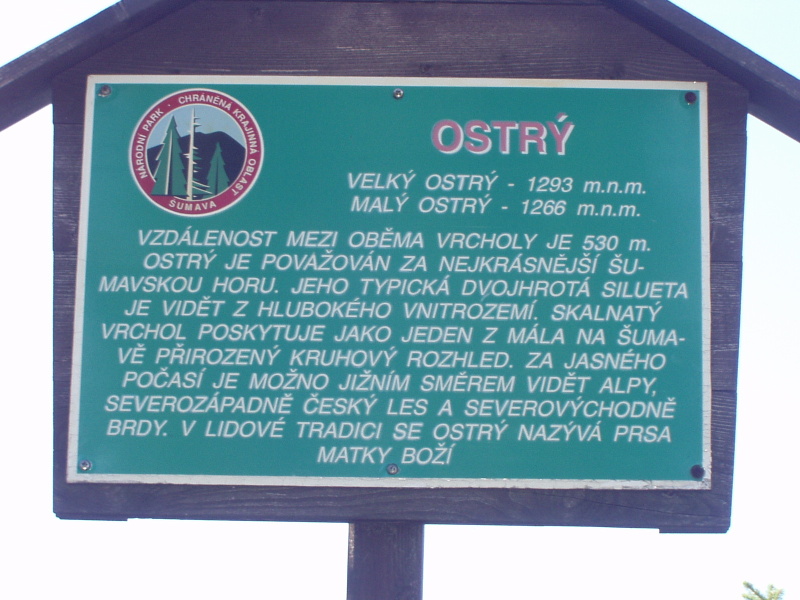 NÁRODNÍ PARK - CHRÁNĚNÁ KRAJINNÁ OBLAST
ŠUMAVA
OSTRÝ
VELKÝ OSTRÝ - 1293 m.n.m.
MALÝ OSTRÝ - 1266 m.n.m.
VZDÁLENOST MEZI OBĚMA VRCHOLY JE 530 m.
OSTRÝ JE POVAŽOVÁN ZA NEJKRÁSNĚJŠÍ ŠU-
MAVSKOU HORU. JEHO TYPICKÁ DVOJHROTÁ SILUETA
JE VIDĚT Z HLUBOKÉHO VNITROZEMÍ. SKALNATÝ
VRCHOL POSKYTUJE JAKO JEDEN Z MÁLA NA ŠUMA-
VĚ PŘIROZENÝ KRUHOVÝ ROZHLED. ZA JASNÉHO
POČASÍ JE MOŽNO JIŽNÍM SMĚREM VIDĚT ALPY,
SEVEROZÁPADNĚ ČESKÝ LES A SEVEROVÝCHODNĚ
BRDY. V LIDOVÉ TRADICI SE OSTRÝ NAZÝVÁ PRSA
MATKY BOŽÍ